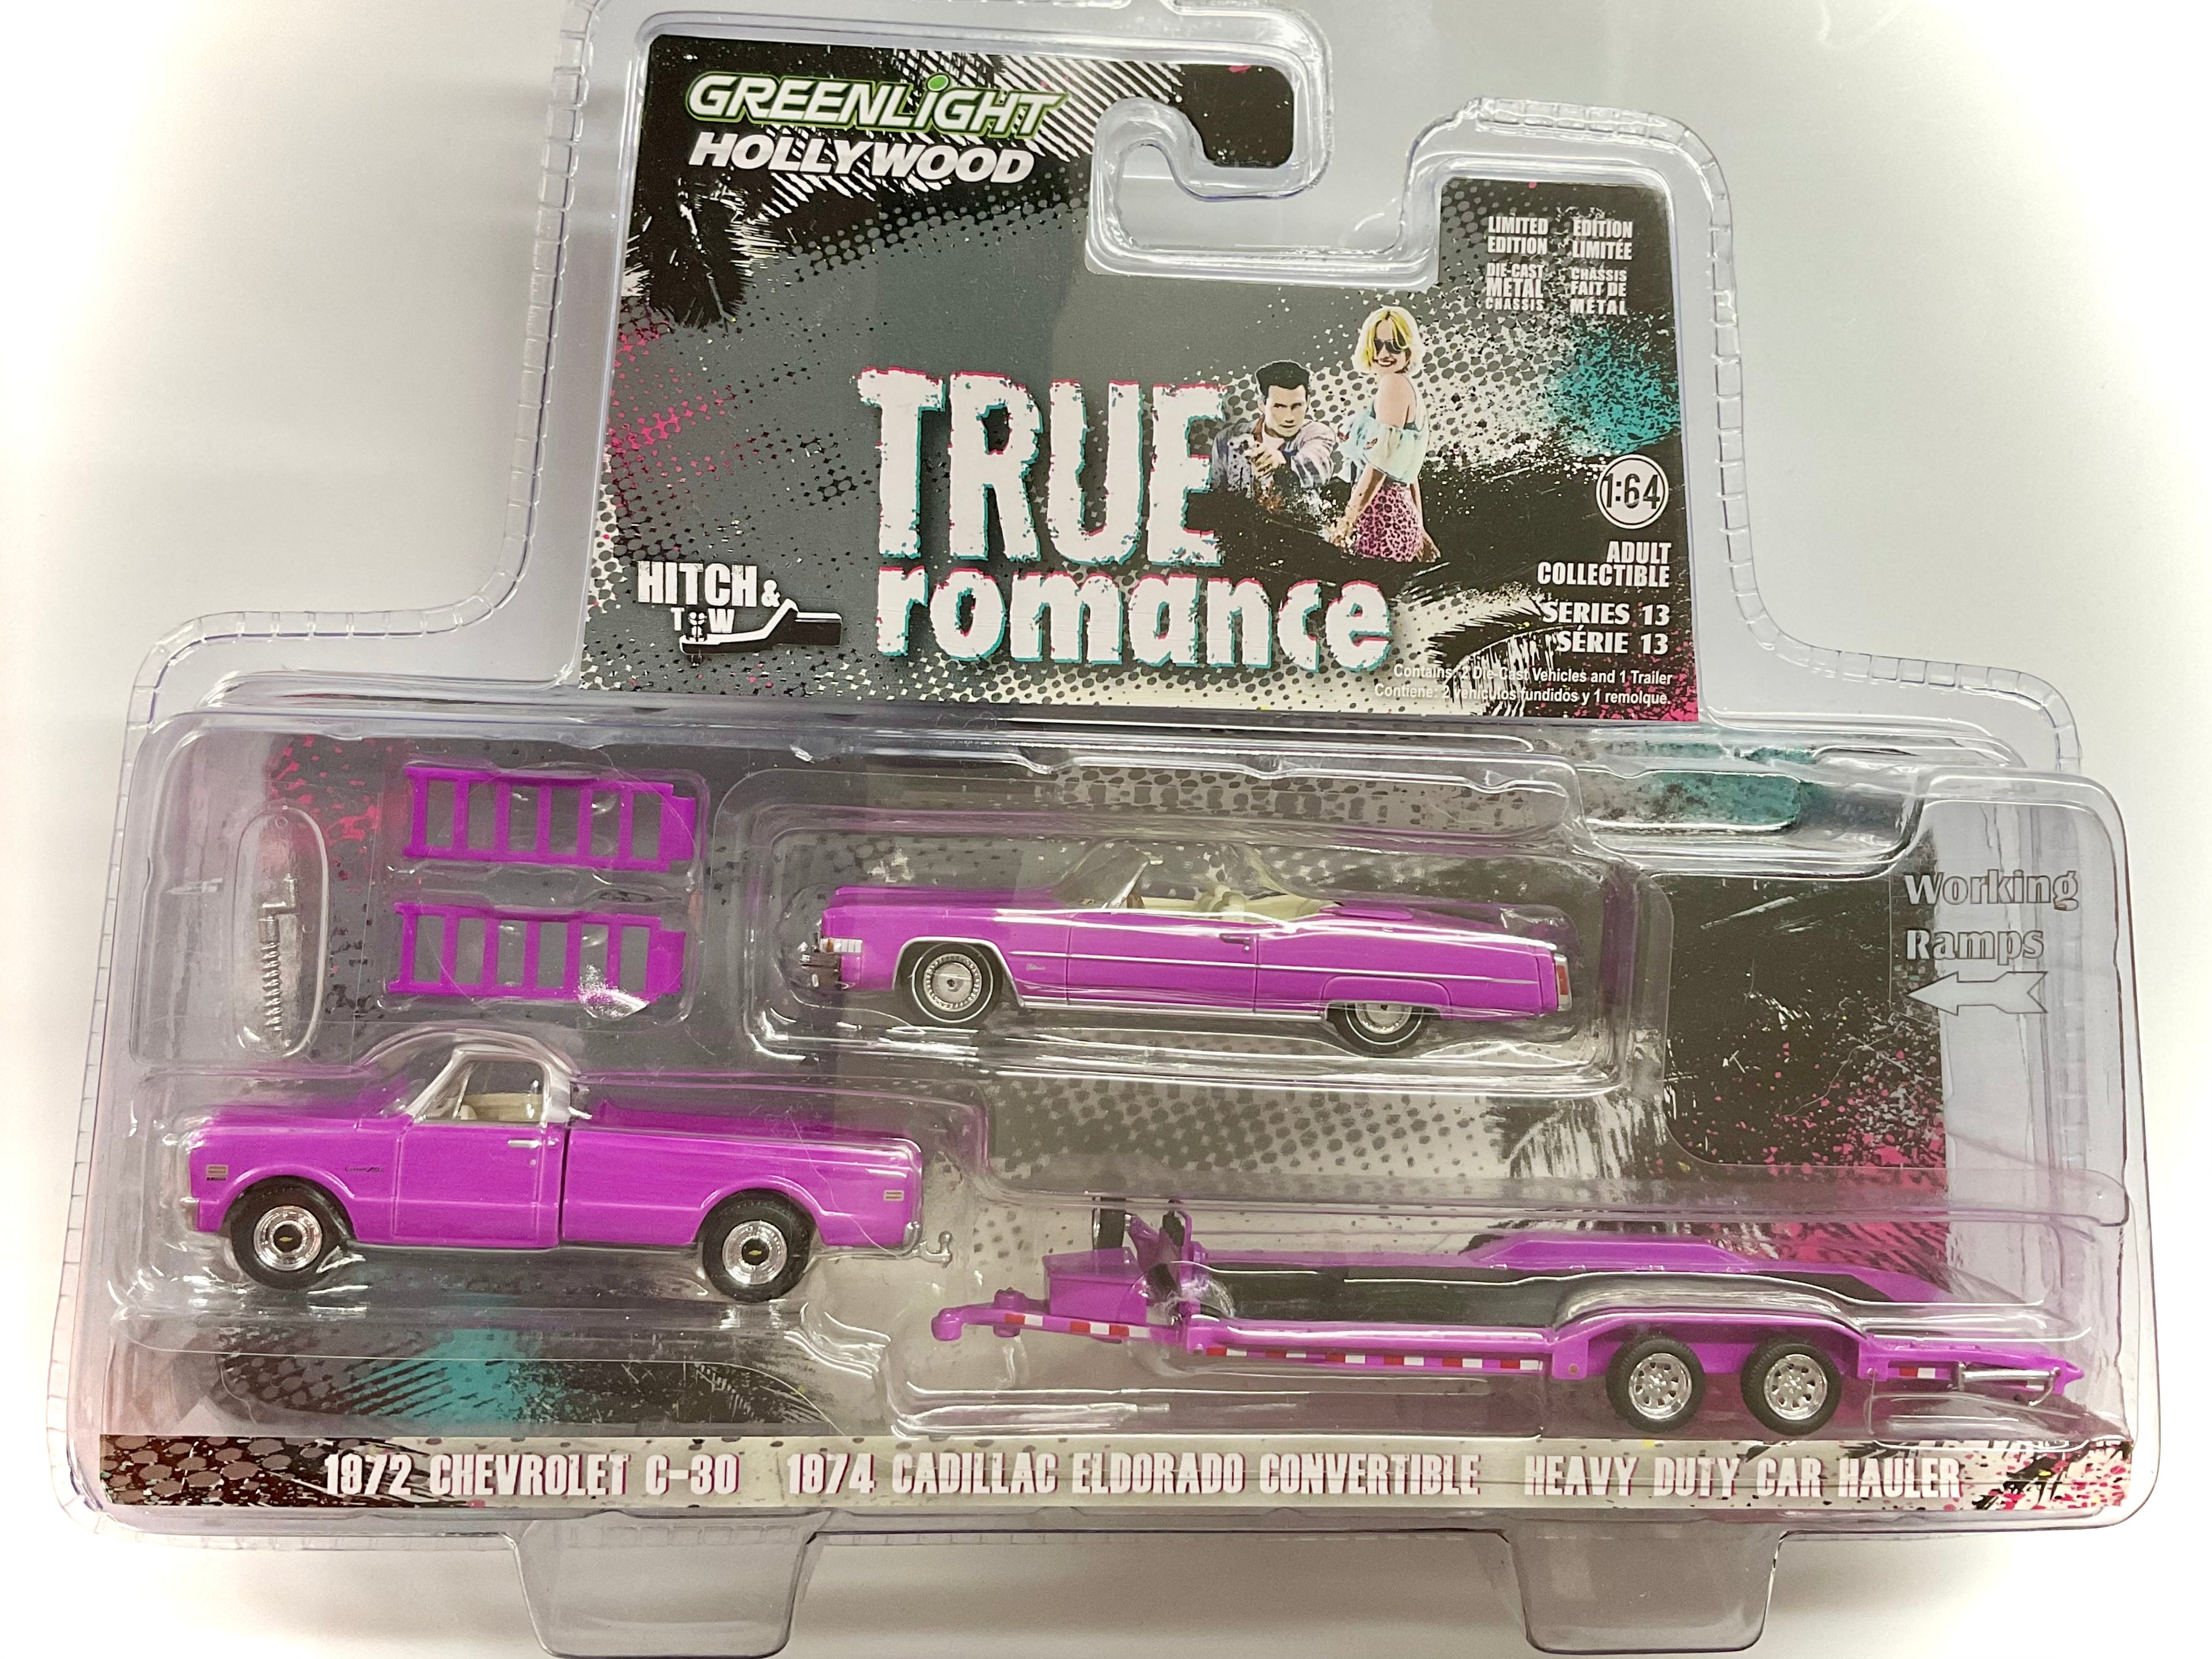 GREENLiGHT
HOLLYWOOD
LIMITED EDITION
ÉDITION LIMITÉE
DIE-CAST METAL CHASSIS
CHÂSSIS FAIT DE MÉTAL
TRUE
romance
HITCH &
TOW
1:64
ADULT
COLLECTIBLE
SERIES 13
SÉRIE 13
Contains: 2 Die-Cast Vehicles and 1 Trailer
Contiene: 2 vehículos fundidos y 1 remolque.
Working
Ramps
1972 CHEVROLET C-30 1974 CADILLAC ELDORADO CONVERTIBLE HEAVY DUTY CAR HAULER